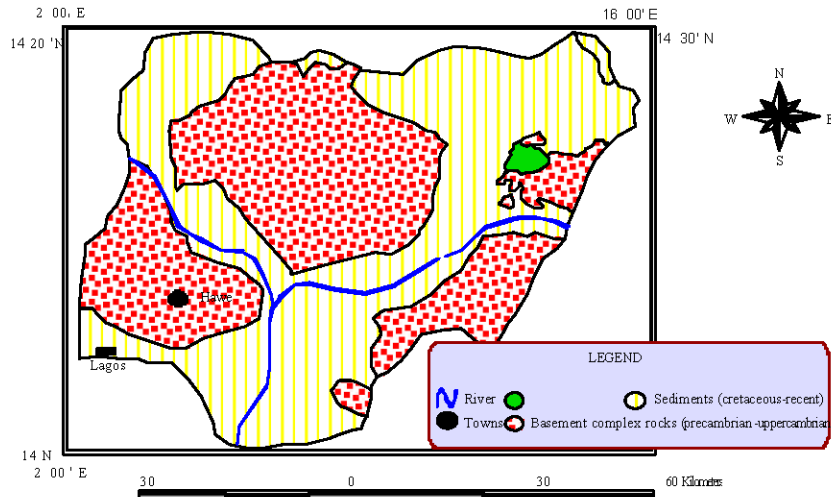 2 00'. E
16 00'E
14 20 'N
14 30' N
N
W
E
S
Hawe
Lagos
LEGEND
River
Sediments (cretaceous-recent)
Towns
Basement complex rocks (precambrian -uppercambrian
14 N
2 00' E
30 0 30 60 Kilometers